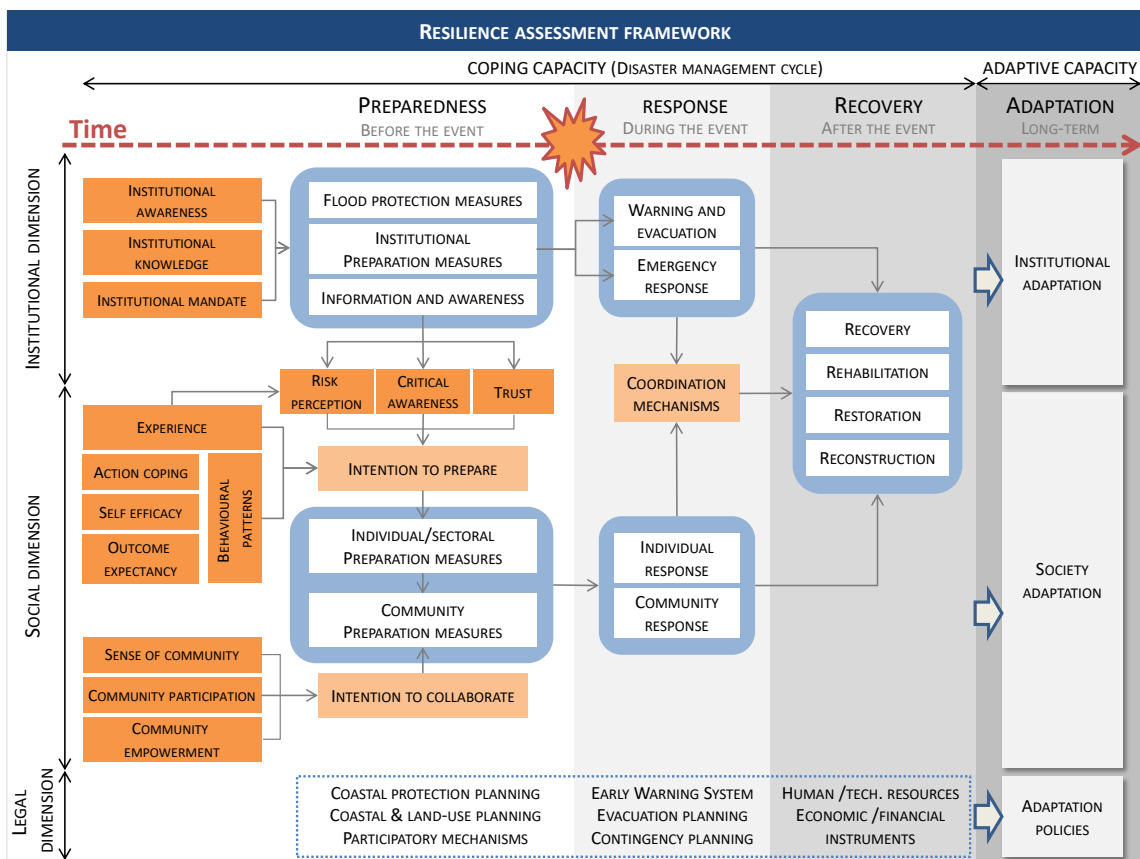 RESILIENCE ASSESSMENT FRAMEWORK
COPING CAPACITY (DISASTER MANAGEMENT CYCLE)
ADAPTIVE CAPACITY
PREPAREDNESS
BEFORE THE EVENT
RESPONSE
DURING THE EVENT
RECOVERY
AFTER THE EVENT
ADAPTATION
LONG-TERM
Time
INSTITUTIONAL DIMENSION
INSTITUTIONAL
AWARENESS
INSTITUTIONAL
KNOWLEDGE
INSTITUTIONAL MANDATE
FLOOD PROTECTION MEASURES
INSTITUTIONAL
PREPARATION MEASURES
INFORMATION AND AWARENESS
WARNING AND
EVACUATION
EMERGENCY
RESPONSE
INSTITUTIONAL
ADAPTATION
RISK
PERCEPTION
CRITICAL
AWARENESS
TRUST
COORDINATION
MECHANISMS
RECOVERY
REHABILITATION
RESTORATION
RECONSTRUCTION
SOCIAL DIMENSION
EXPERIENCE
ACTION COPING
SELF EFFICACY
OUTCOME
EXPECTANCY
BEHAVIOURAL
PATTERNS
INTENTION TO PREPARE
INDIVIDUAL/SECTORAL
PREPARATION MEASURES
COMMUNITY
PREPARATION MEASURES
INDIVIDUAL
RESPONSE
COMMUNITY
RESPONSE
SOCIETY
ADAPTATION
SENSE OF COMMUNITY
COMMUNITY PARTICIPATION
COMMUNITY
EMPOWERMENT
INTENTION TO COLLABORATE
LEGAL
DIMENSION
COASTAL PROTECTION PLANNING
COASTAL & LAND-USE PLANNING
PARTICIPATORY MECHANISMS
EARLY WARNING SYSTEM
EVACUATION PLANNING
CONTINGENCY PLANNING
HUMAN /TECH. RESOURCES
ECONOMIC /FINANCIAL
INSTRUMENTS
ADAPTATION
POLICIES